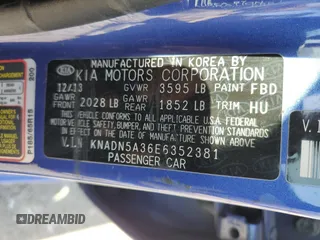 MANUFACTURED IN KOREA BY
KIA MOTORS CORPORATION
12/13 GVWR 3595 LB PAINT FBD
GAWR FRONT 2028 LB GAWR REAR 1852 LB TRIM HU
THIS VEHICLE CONFORMS TO ALL APPLICABLE FEDERAL
MOTOR VEHICLE SAFETY, BUMPER, AND THEFT PREVENTION
STANDARDS IN EFFECT ON THE DATE OF MANUFACTURE
V.I.N KNADN5A36E6352381
PASSENGER CAR
P185/65R15
V.I
DREAMBID